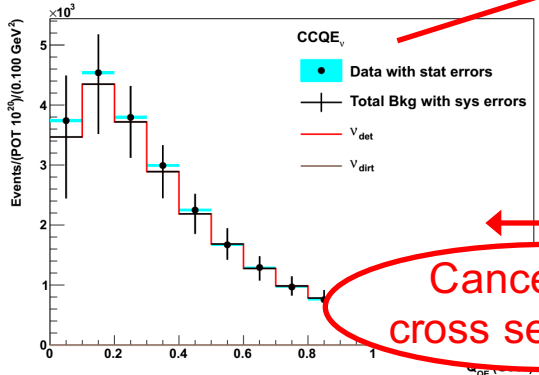 ×10³
CCQEν
Data with stat errors
Total Bkg with sys errors
νdet
νdirt
Events/(POT 10²⁰)/(0.100 GeV²)
5
4
3
2
1
0
0 0.2 0.4 0.6 0.8 1
Cance
cross se